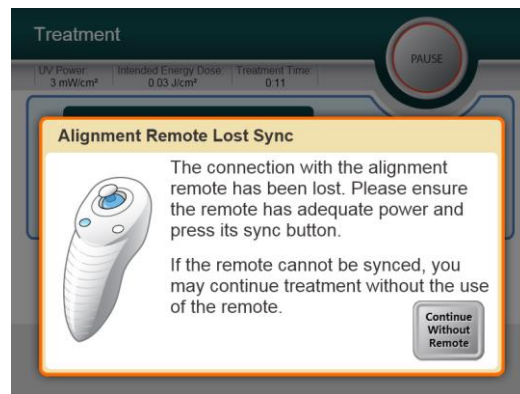 Treatment
PAUSE
UV Power: Intended Energy Dose: Treatment Time:
3 mW/cm² 0.03 J/cm² 0:11
Alignment Remote Lost Sync
The connection with the alignment
remote has been lost. Please ensure
the remote has adequate power and
press its sync button.
If the remote cannot be synced, you
may continue treatment without the use
of the remote.
Continue
Without
Remote